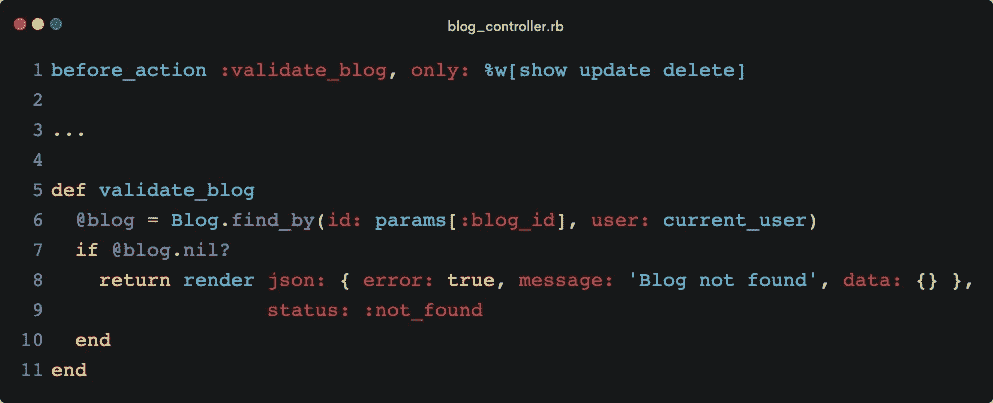 blog_controller.rb
1 before_action :validate_blog, only: %w[show update delete]
2
3 ...
4
5 def validate_blog
6   @blog = Blog.find_by(id: params[:blog_id], user: current_user)
7   if @blog.nil?
8     return render json: { error: true, message: 'Blog not found', data: {} },
9                   status: :not_found
10   end
11 end